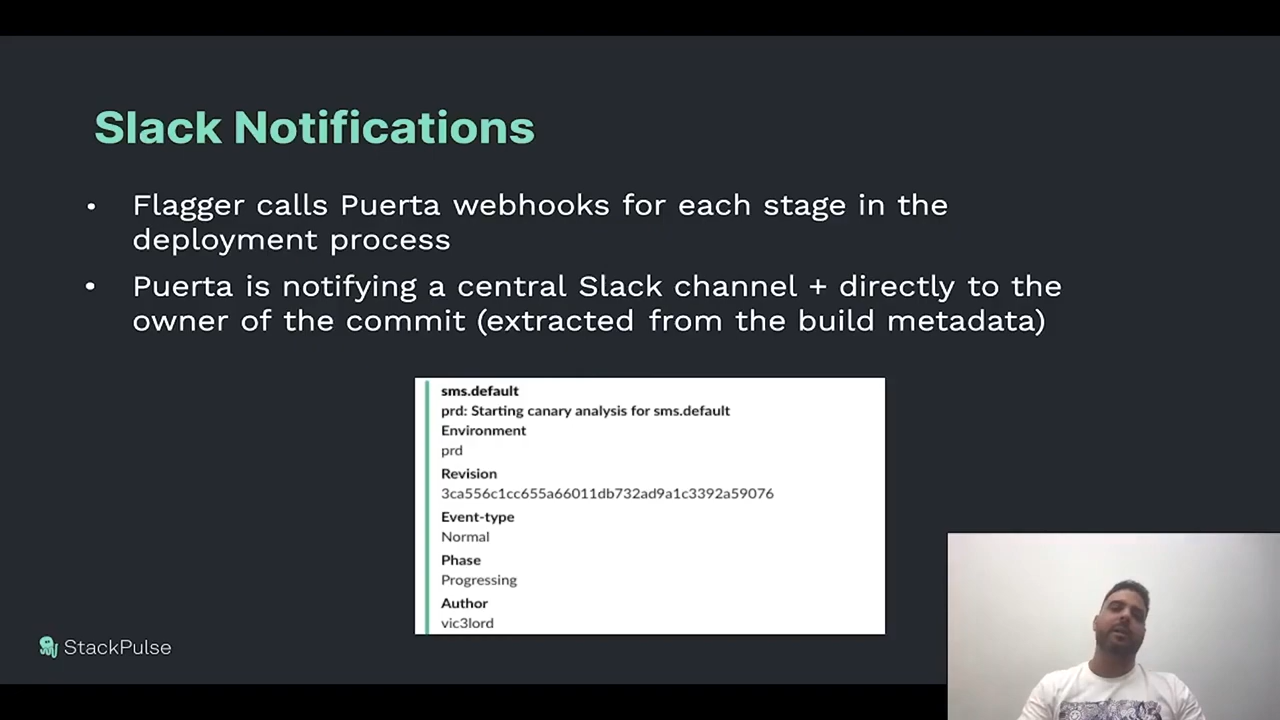 Slack Notifications
• Flagger calls Puerta webhooks for each stage in the
deployment process
• Puerta is notifying a central Slack channel + directly to the
owner of the commit (extracted from the build metadata)
sms.default
prd: Starting canary analysis for sms.default
Environment
prd
Revision
3ca556c1cc655a66011db732ad9a1c3392a59076
Event-type
Normal
Phase
Progressing
Author
vic3lord
StackPulse